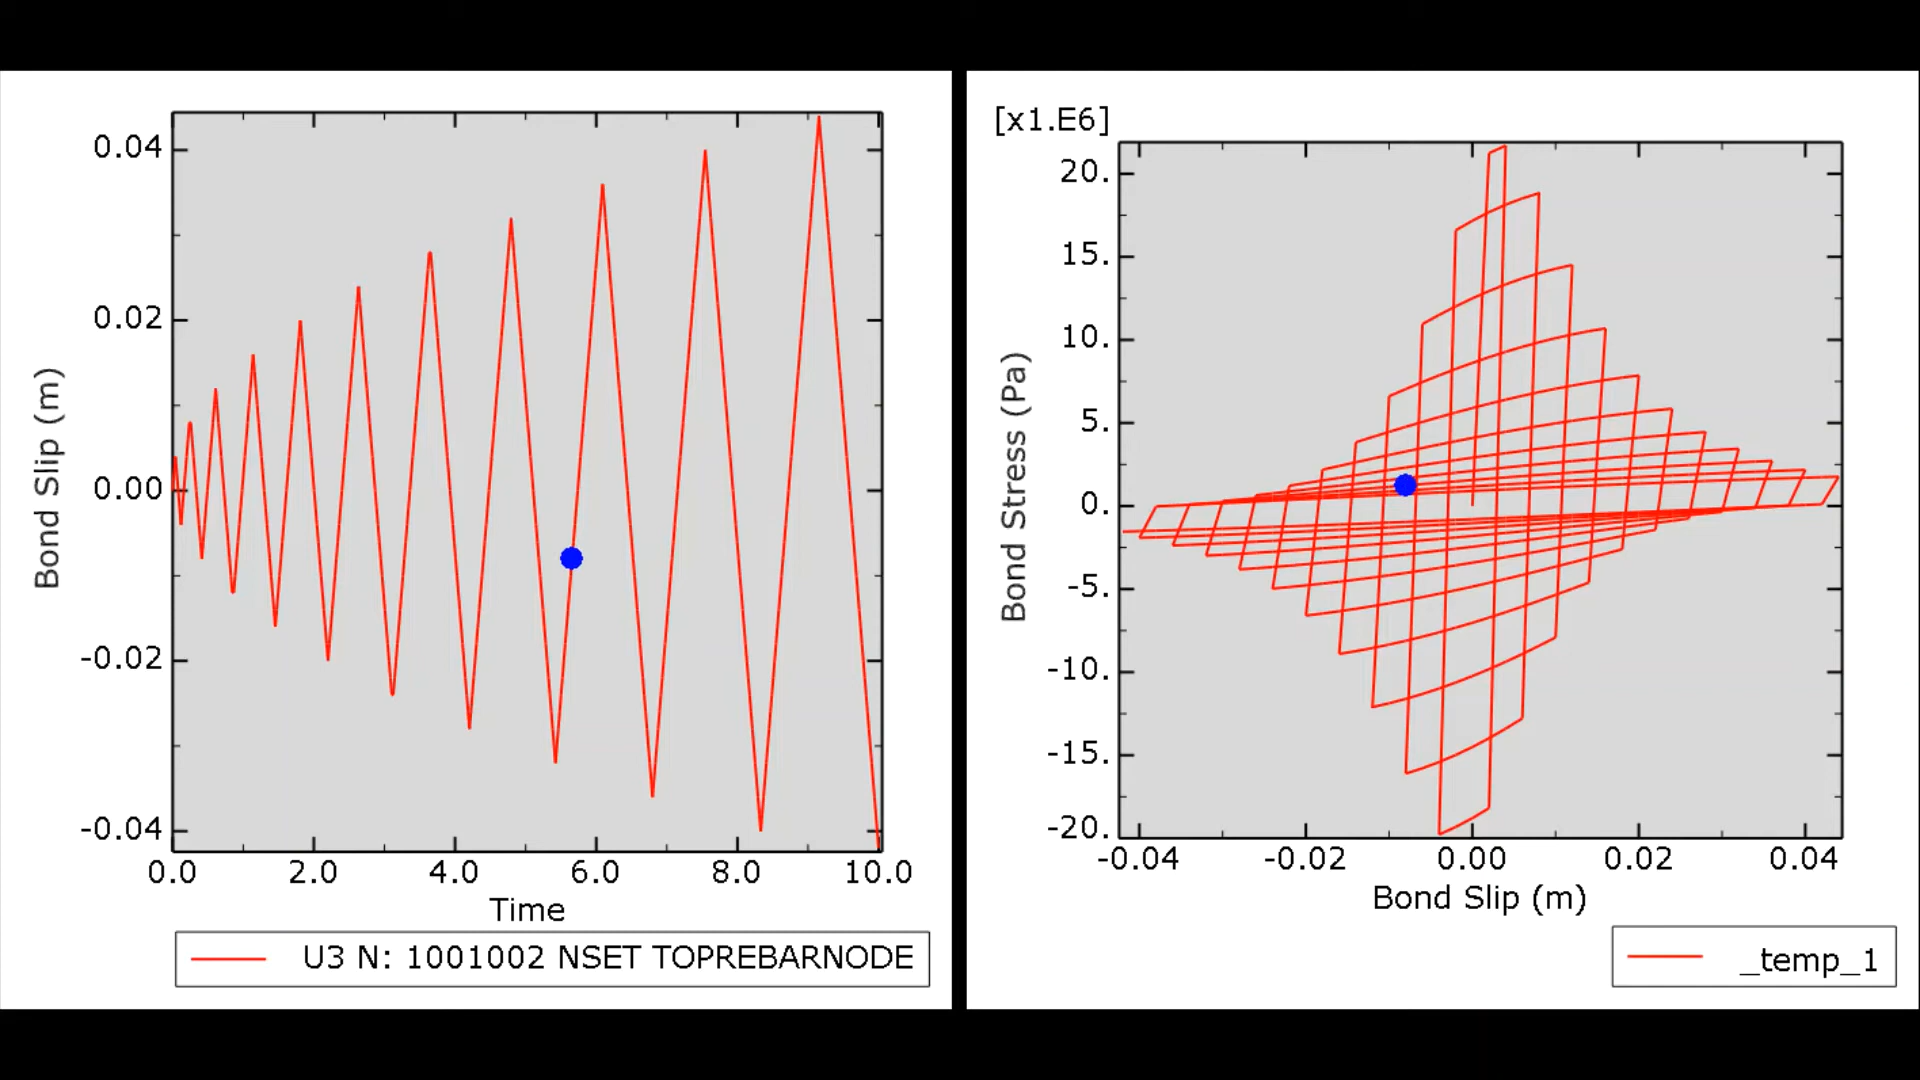 0.04
0.02
0.00
-0.02
-0.04
Bond Slip (m)
0.0 2.0 4.0 6.0 8.0 10.0
Time
U3 N: 1001002 NSET TOPREBARNODE
[x1.E6]
20.
15.
10.
5.
0.
-5.
-10.
-15.
-20.
Bond Stress (Pa)
-0.04 -0.02 0.00 0.02 0.04
Bond Slip (m)
_temp_1